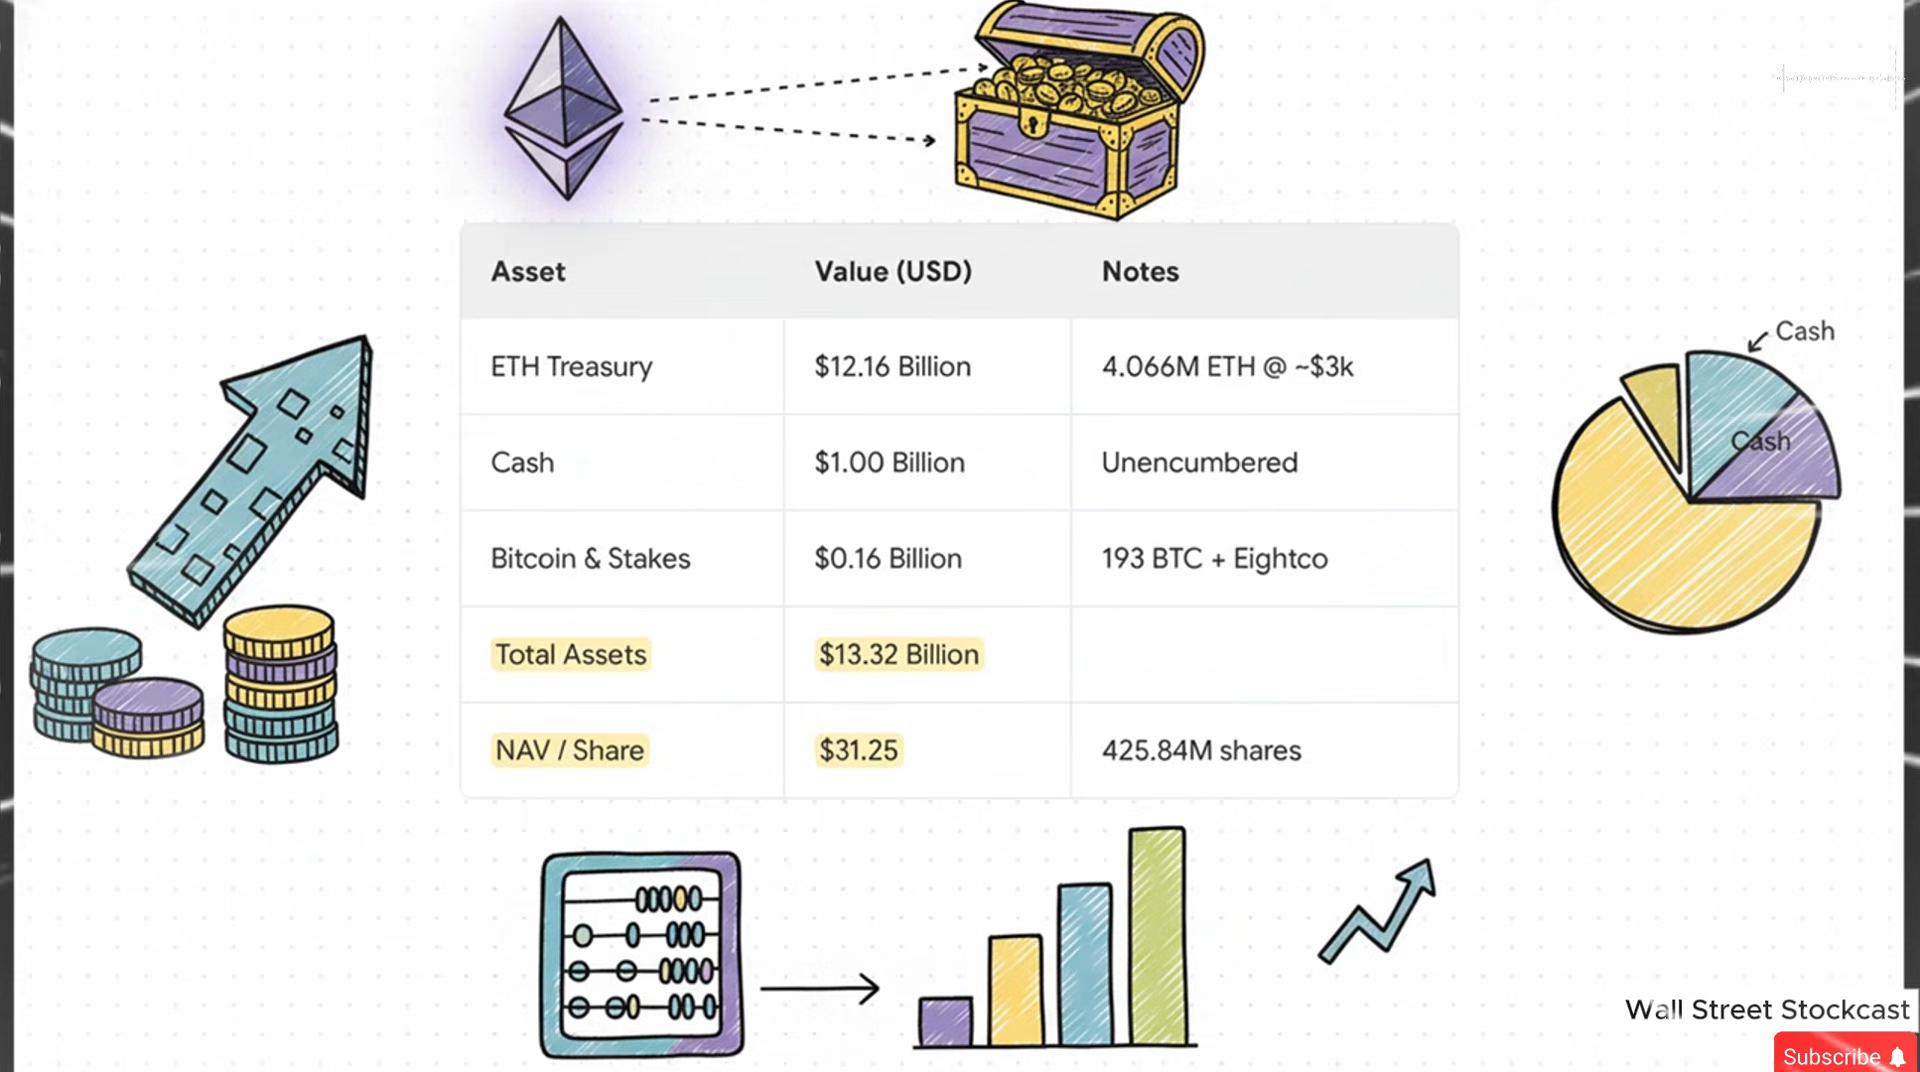 Asset Value (USD) Notes
ETH Treasury $12.16 Billion 4.066M ETH @ ~$3k
Cash $1.00 Billion Unencumbered
Bitcoin & Stakes $0.16 Billion 193 BTC + Eightco
Total Assets $13.32 Billion
NAV / Share $31.25 425.84M shares
Cash
Cash
Wall Street Stockcast
Subscribe